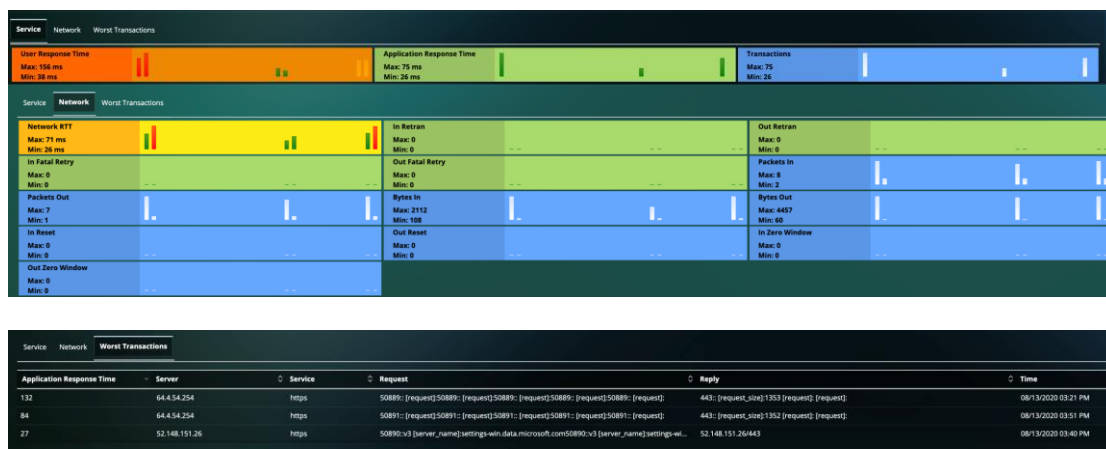 Service Network Worst Transactions
User Response Time Application Response Time Transactions
Max: 156 ms Max: 75 ms Max: 75
Min: 38 ms Min: 26 ms Min: 26
Service Network Worst Transactions
Network RTT In Retran Out Retran
Max: 71 ms Max: 0 Max: 0
Min: 26 ms Min: 0 Min: 0
In Fatal Retry Out Fatal Retry Packets In
Max: 0 Max: 0 Max: 8
Min: 0 Min: 0 Min: 2
Packets Out Bytes In Bytes Out
Max: 7 Max: 2112 Max: 4457
Min: 1 Min: 108 Min: 60
In Reset Out Reset In Zero Window
Max: 0 Max: 0 Max: 0
Min: 0 Min: 0 Min: 0
Out Zero Window
Max: 0
Min: 0
Service Network Worst Transactions
Application Response Time Server Service Request Reply Time
132 64.4.54.254 https 50889:: [request]:50889:: [request]:50889:: [request]:50889:: [request]:50889:: [request]: 443:: [request_size]:1353 [request]: [request]: 08/13/2020 03:21 PM
84 64.4.54.254 https 50891:: [request]:50891:: [request]:50891:: [request]:50891:: [request]:50891:: [request]: 443:: [request_size]:1352 [request]: [request]: 08/13/2020 03:51 PM
27 52.148.151.26 https 50890::v3 [server_name]:settings-win.data.microsoft.com50890::v3 [server_name]:settings-wi... 52.148.151.26/443 08/13/2020 03:40 PM